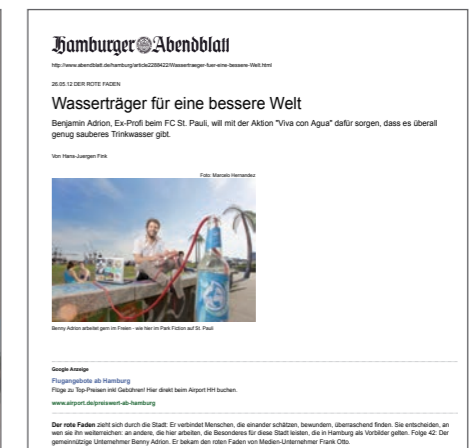 Hamburger Abendblatt
http://www.abendblatt.de/hamburg/article2288422/Wassertraeger-fuer-eine-bessere-Welt.html
26.05.12 DER ROTE FADEN
Wasserträger für eine bessere Welt
Benjamin Adrion, Ex-Profi beim FC St. Pauli, will mit der Aktion "Viva con Agua" dafür sorgen, dass es überall
genug sauberes Trinkwasser gibt.
Von Hans-Juergen Fink
Foto: Marcelo Hernandez
Benny Adrion arbeitet gern im Freien - wie hier im Park Fiction auf St. Pauli
Google Anzeige
Flugangebote ab Hamburg
Flüge zu Top-Preisen inkl Gebühren! Hier direkt beim Airport HH buchen.
www.airport.de/preiswert-ab-hamburg
Der rote Faden zieht sich durch die Stadt: Er verbindet Menschen, die einander schätzen, bewundern, überraschend finden. Sie entscheiden, an
wen sie ihn weiterreichen: an andere, die hier arbeiten, die Besonderes für diese Stadt leisten, die in Hamburg als Vorbilder gelten. Folge 42: Der
gemeinnützige Unternehmer Benny Adrion. Er bekam den roten Faden von Medien-Unternehmer Frank Otto.